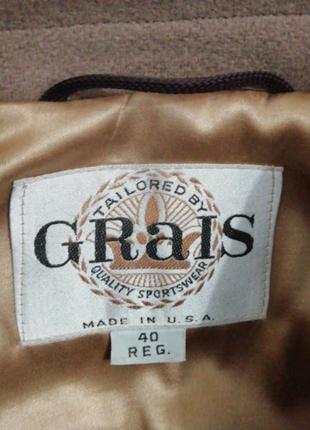 TAILORED BY
GRaIS
QUALITY SPORTSWEAR
MADE IN U.S.A.
40
REG.